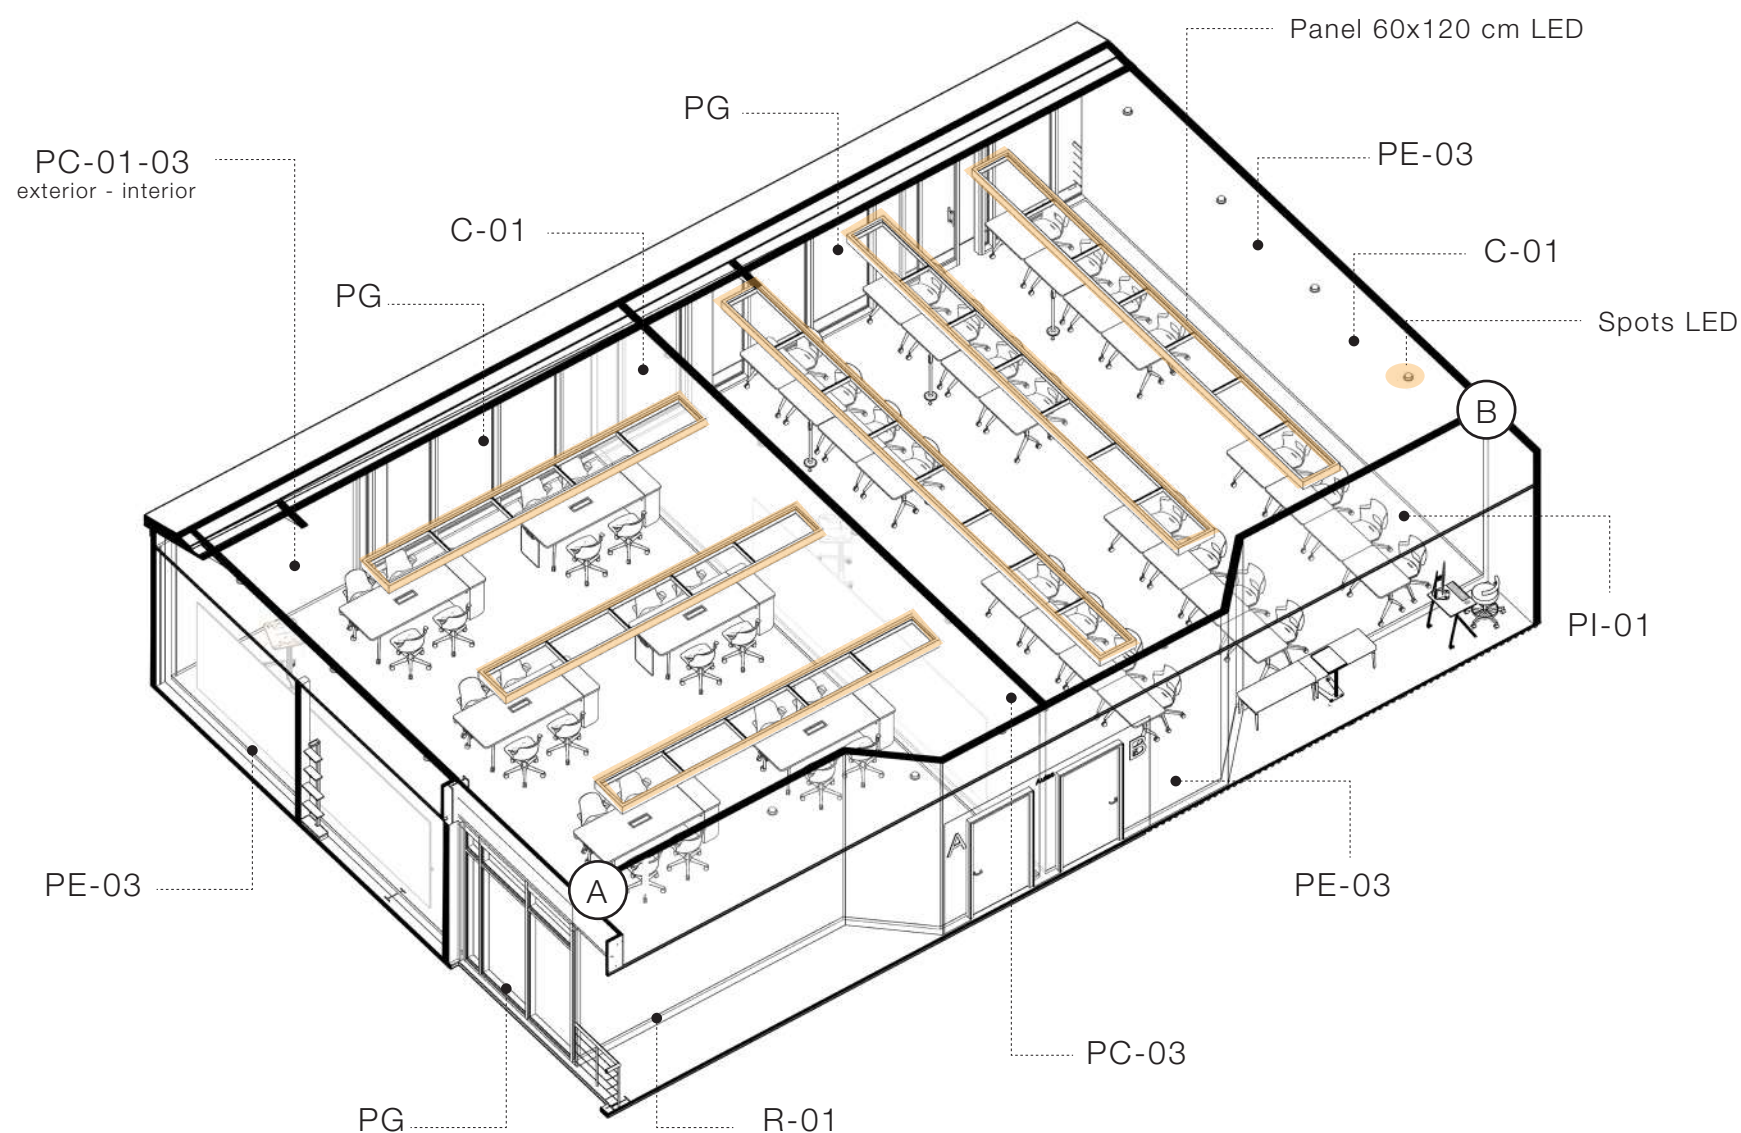 Panel 60x120 cm LED
PG
PE-03
PC-01-03
exterior - interior
C-01
C-01
PG
Spots LED
B
PI-01
B
Aulas
A
PE-03
A
PE-03
PC-03
PG
R-01